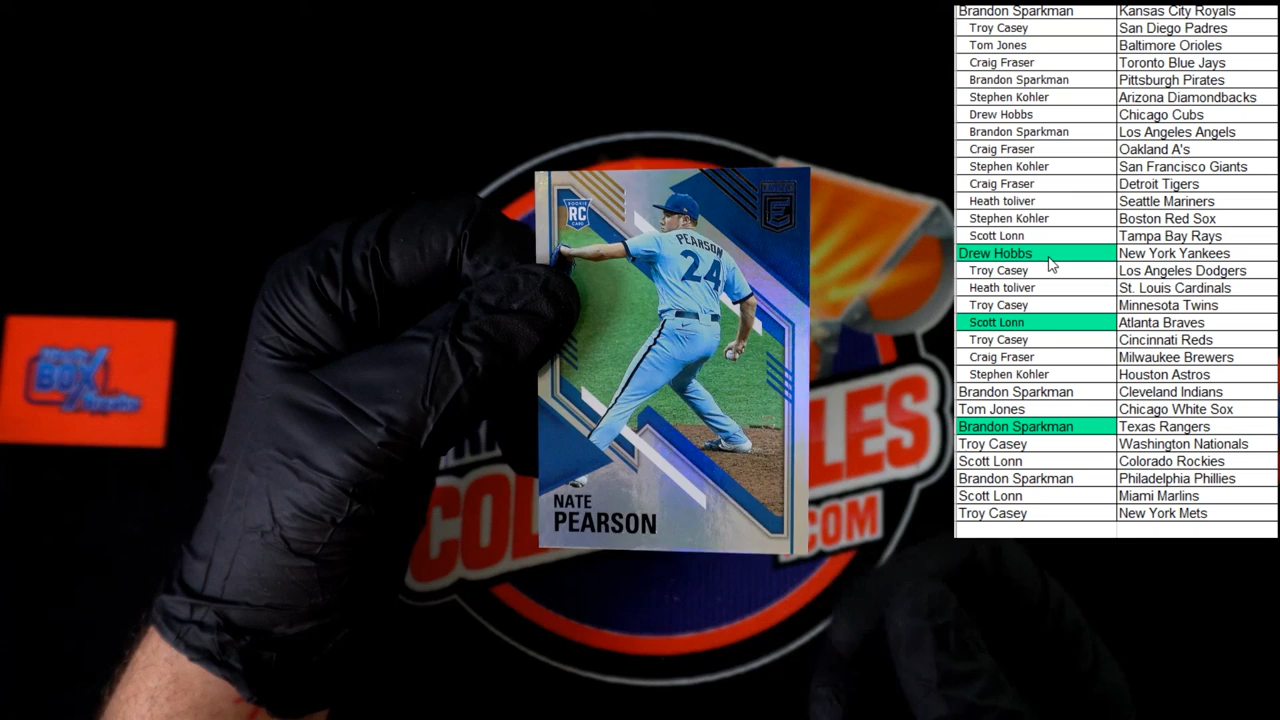 Brandon Sparkman Kansas City Royals
Troy Casey San Diego Padres
Tom Jones Baltimore Orioles
Craig Fraser Toronto Blue Jays
Brandon Sparkman Pittsburgh Pirates
Stephen Kohler Arizona Diamondbacks
Drew Hobbs Chicago Cubs
Brandon Sparkman Los Angeles Angels
Craig Fraser Oakland A's
Stephen Kohler San Francisco Giants
Craig Fraser Detroit Tigers
Heath toliver Seattle Mariners
Stephen Kohler Boston Red Sox
Scott Lonn Tampa Bay Rays
Drew Hobbs New York Yankees
Troy Casey Los Angeles Dodgers
Heath toliver St. Louis Cardinals
Troy Casey Minnesota Twins
Scott Lonn Atlanta Braves
Troy Casey Cincinnati Reds
Craig Fraser Milwaukee Brewers
Stephen Kohler Houston Astros
Brandon Sparkman Cleveland Indians
Tom Jones Chicago White Sox
Brandon Sparkman Texas Rangers
Troy Casey Washington Nationals
Scott Lonn Colorado Rockies
Brandon Sparkman Philadelphia Phillies
Scott Lonn Miami Marlins
Troy Casey New York Mets
ROOKIE
RC
CARD
E
PEARSON
24
NATE
PEARSON
BOX
COL LES
.COM